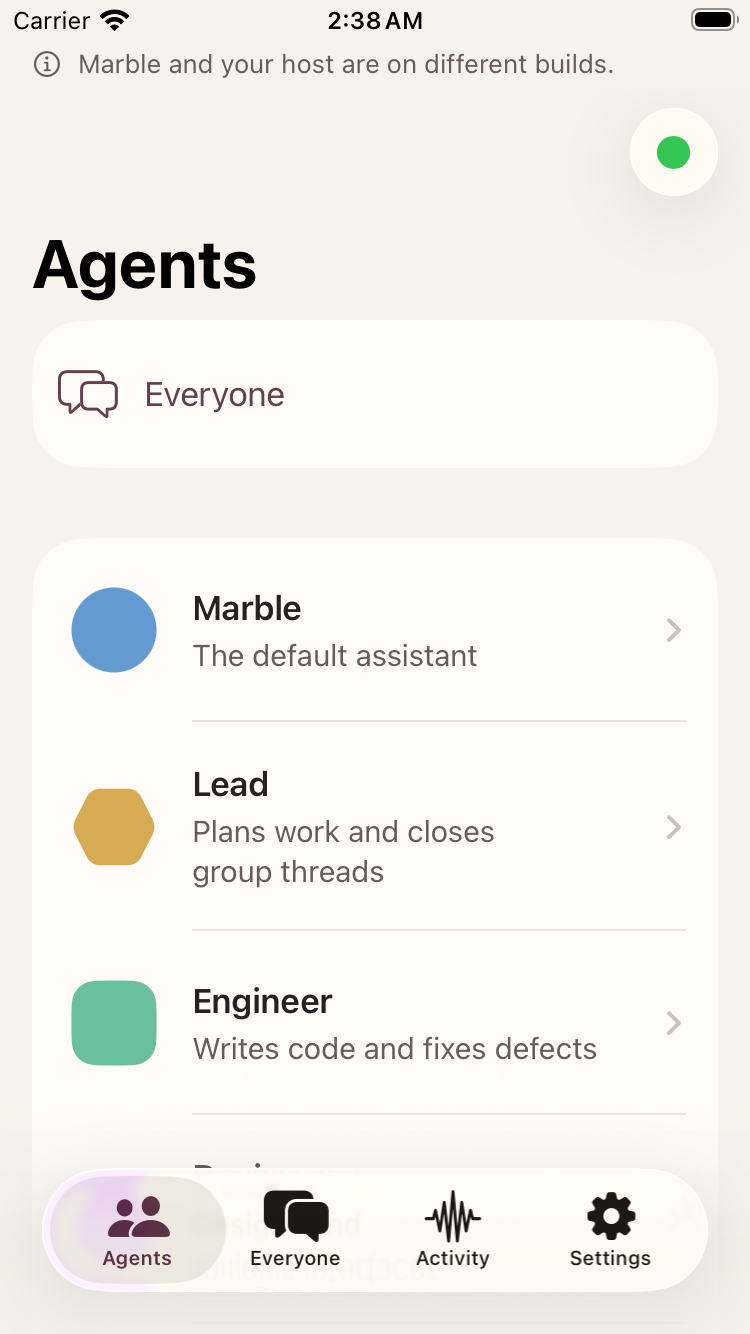 Carrier 2:38 AM
Marble and your host are on different builds.
Agents
Everyone
Marble
The default assistant
Lead
Plans work and closes
group threads
Engineer
Writes code and fixes defects
Agents Everyone Activity Settings